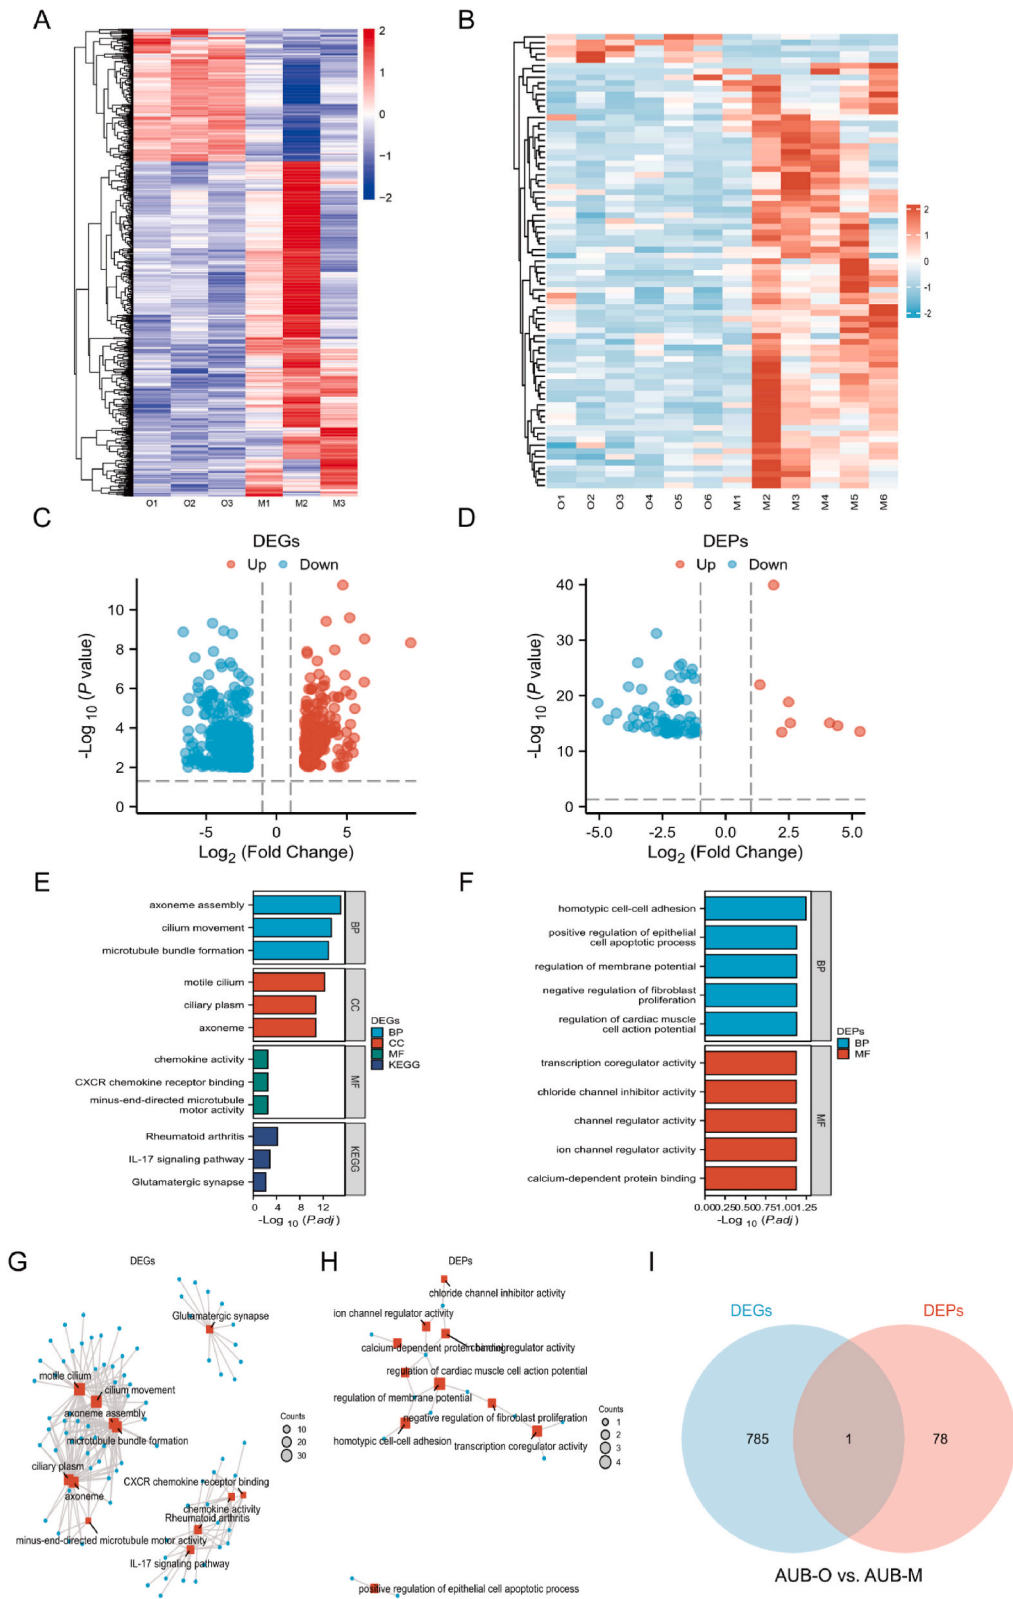 A
2
1
0
−1
−2
O1 O2 O3 M1 M2 M3
B
2
1
0
-1
-2
O1 O2 O3 O4 O5 O6 M1 M2 M3 M4 M5 M6
C
DEGs
Up Down
-Log 10 (P value)
10
8
6
4
2
0
-5 0 5
Log2 (Fold Change)
D
DEPs
Up Down
-Log 10 (P value)
40
30
20
10
0
-5.0 -2.5 0.0 2.5 5.0
Log2 (Fold Change)
E
axoneme assembly
cilium movement
microtubule bundle formation
BP
motile cilium
ciliary plasm
axoneme
CC
chemokine activity
CXCR chemokine receptor binding
minus-end-directed microtubule
motor activity
MF
Rheumatoid arthritis
IL-17 signaling pathway
Glutamatergic synapse
KEGG
0 4 8 12
-Log 10 (P.adj)
DEGs
BP
CC
MF
KEGG
F
homotypic cell-cell adhesion
positive regulation of epithelial
cell apoptotic process
regulation of membrane potential
negative regulation of fibroblast
proliferation
regulation of cardiac muscle
cell action potential
BP
transcription coregulator activity
chloride channel inhibitor activity
channel regulator activity
ion channel regulator activity
calcium-dependent protein binding
MF
0.000.250.500.751.001.25
-Log 10 (P.adj)
DEPs
BP
MF
G
DEGs
Glutamatergic synapse
motile cilium
cilium movement
axoneme assembly
microtubule bundle formation
ciliary plasm
axoneme
CXCR chemokine receptor binding
chemokine activity
Rheumatoid arthritis
minus-end-directed microtubule motor activity
IL-17 signaling pathway
Counts
10
20
30
H
DEPs
chloride channel inhibitor activity
ion channel regulator activity
calcium-dependent protein binding
channel regulator activity
regulation of cardiac muscle cell action potential
regulation of membrane potential
negative regulation of fibroblast proliferation
homotypic cell-cell adhesion
transcription coregulator activity
positive regulation of epithelial cell apoptotic process
Counts
1
2
3
4
I
DEGs
DEPs
785
1
78
AUB-O vs. AUB-M